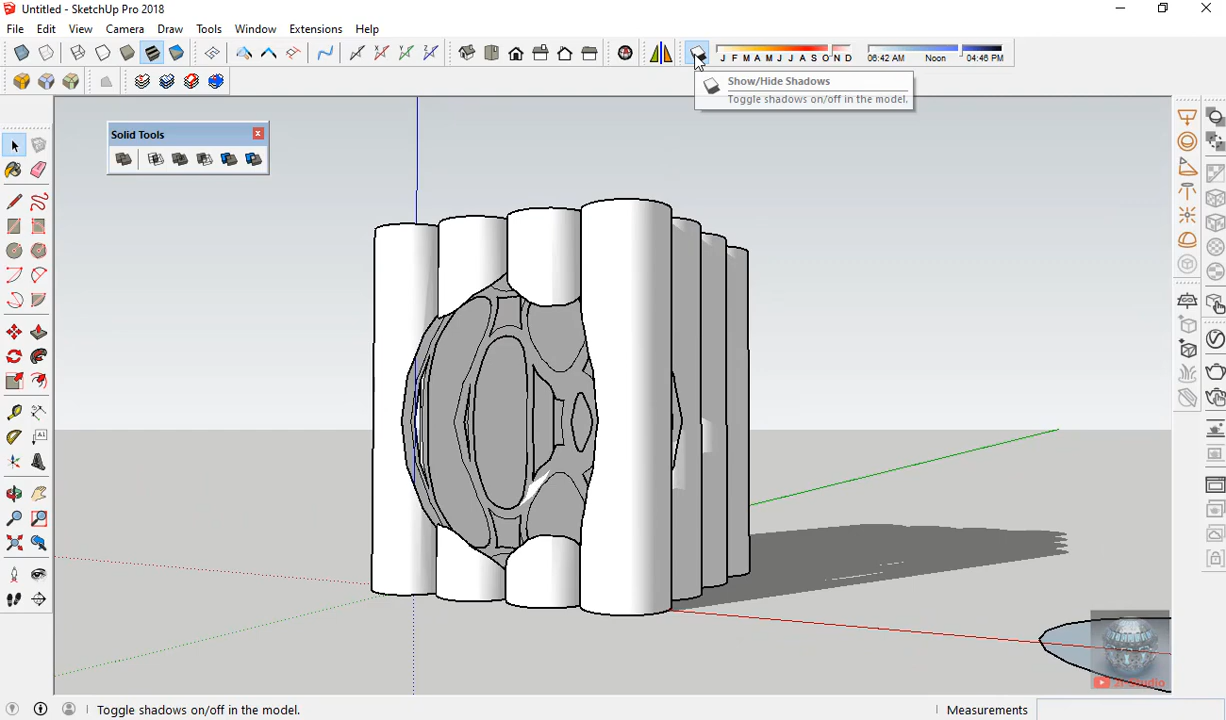 Untitled - SketchUp Pro 2018
File Edit View Camera Draw Tools Window Extensions Help
J F M A M J J A S O N D 06:42 AM Noon 04:46 PM
Show/Hide Shadows
Toggle shadows on/off in the model.
Solid Tools
Toggle shadows on/off in the model.
Measurements